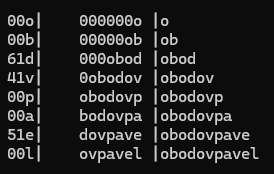 00o|    000000o |o
00b|    00000ob |ob
61d|    000obod |obod
41v|    0obodov |obodov
00p|    obodovp |obodovp
00a|    bodovpa |obodovpa
51e|    dovpave |obodovpave
00l|    ovpavel |obodovpavel